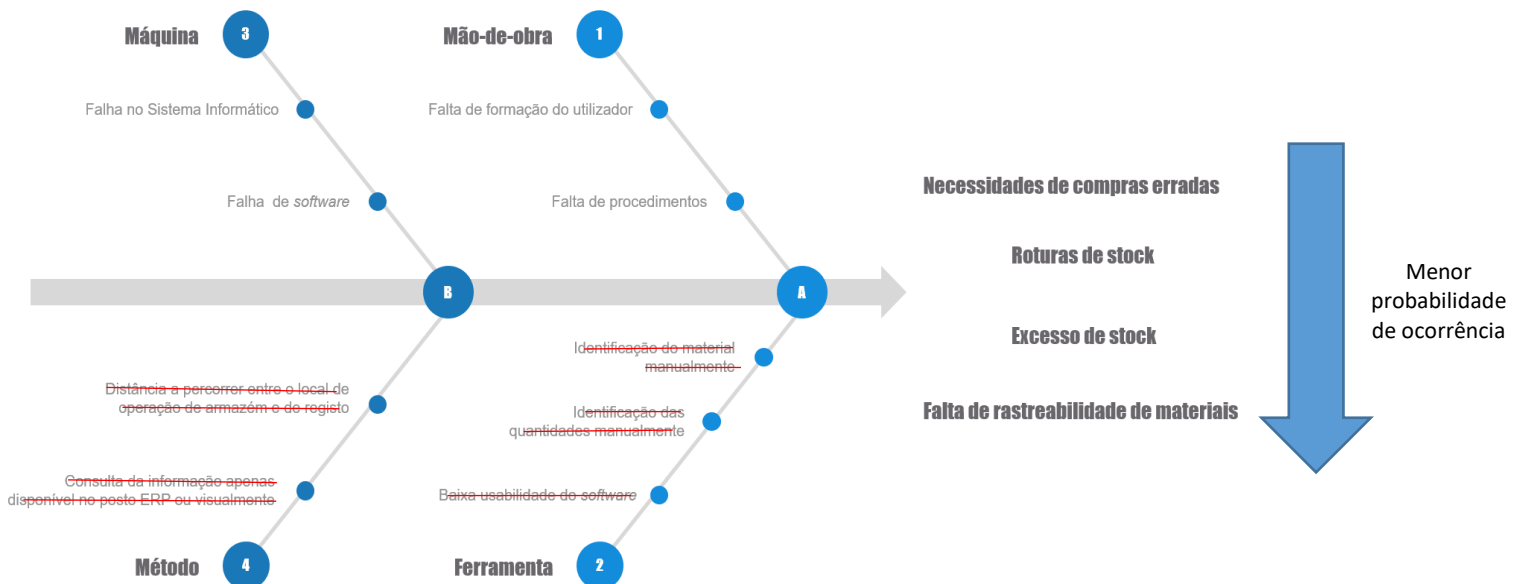 Máquina
3
Mão-de-obra
1
Falha no Sistema Informático
Falta de formação do utilizador
Falha de software
Falta de procedimentos
B
A
Identificação do material
manualmente
Distância a percorrer entre o local de
operação de armazém e do registo
Identificação das
quantidades manualmente
Consulta da informação apenas
disponível no posto ERP ou visualmente
Baixa usabilidade do software
Método
4
Ferramenta
2
Necessidades de compras erradas
Roturas de stock
Excesso de stock
Falta de rastreabilidade de materiais
Menor
probabilidade
de ocorrência